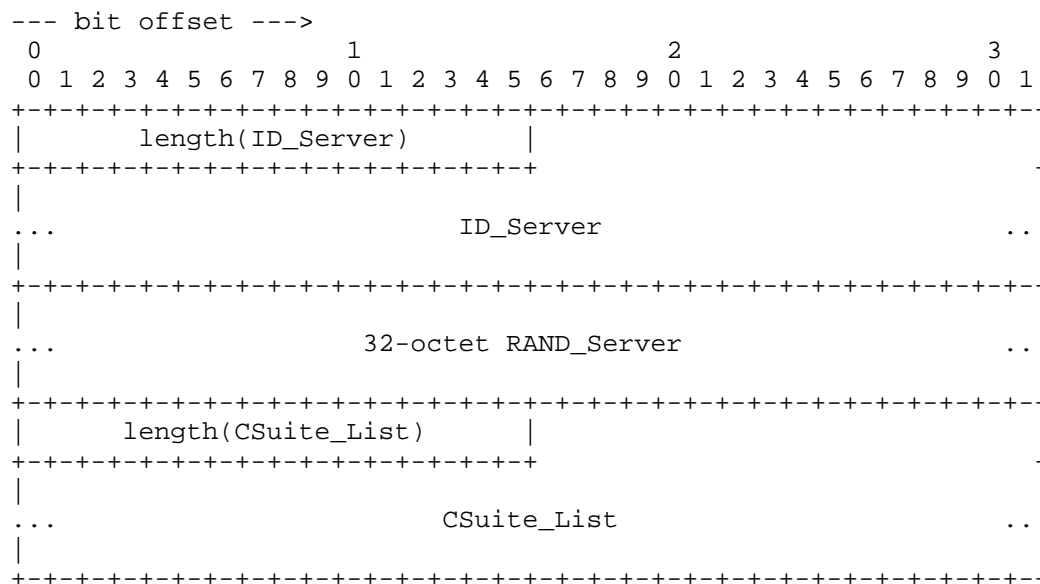 --- bit offset --->
 0                   1                   2                   3
 0 1 2 3 4 5 6 7 8 9 0 1 2 3 4 5 6 7 8 9 0 1 2 3 4 5 6 7 8 9 0 1
+-+-+-+-+-+-+-+-+-+-+-+-+-+-+-+-+-+-+-+-+-+-+-+-+-+-+-+-+-+-+-+-+-
|       length(ID_Server)       |
+-+-+-+-+-+-+-+-+-+-+-+-+-+-+-+-+                               -
|
...                         ID_Server                         ..
|
+-+-+-+-+-+-+-+-+-+-+-+-+-+-+-+-+-+-+-+-+-+-+-+-+-+-+-+-+-+-+-+-+-
|
...                   32-octet RAND_Server                    ..
|
+-+-+-+-+-+-+-+-+-+-+-+-+-+-+-+-+-+-+-+-+-+-+-+-+-+-+-+-+-+-+-+-+-
|      length(CSuite_List)      |
+-+-+-+-+-+-+-+-+-+-+-+-+-+-+-+-+                               -
|
...                        CSuite_List                        ..
|
+-+-+-+-+-+-+-+-+-+-+-+-+-+-+-+-+-+-+-+-+-+-+-+-+-+-+-+-+-+-+-+-+-